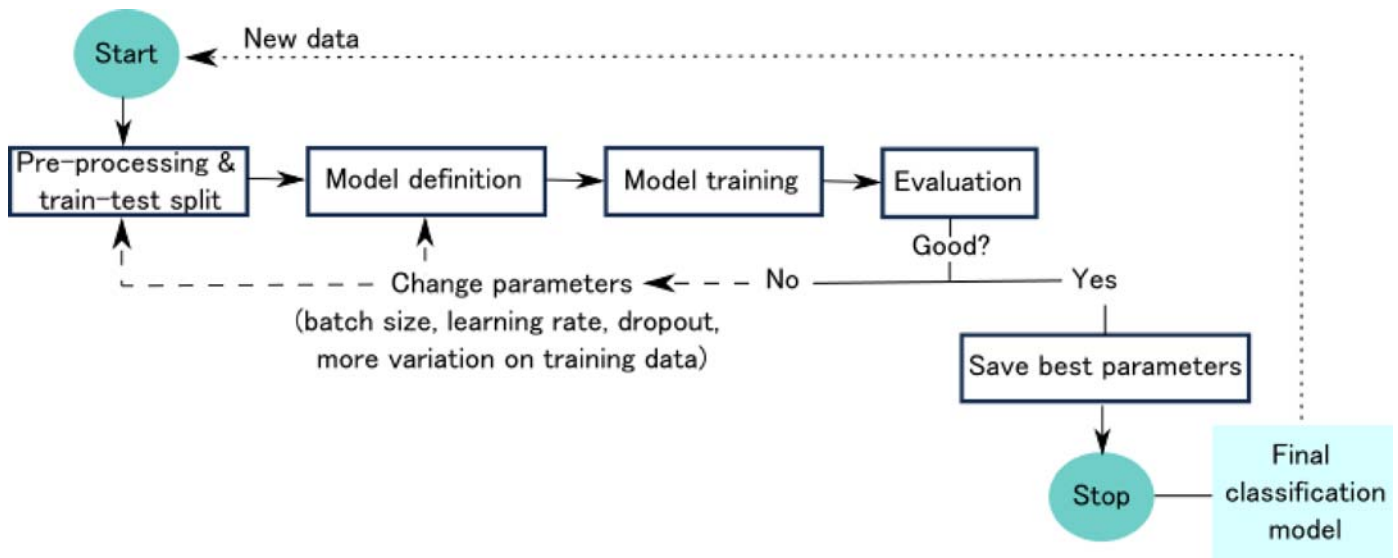 New data
Start
Pre-processing &
train-test split
Model definition
Model training
Evaluation
Good?
No
Yes
Change parameters
(batch size, learning rate, dropout,
more variation on training data)
Save best parameters
Stop
Final
classification
model